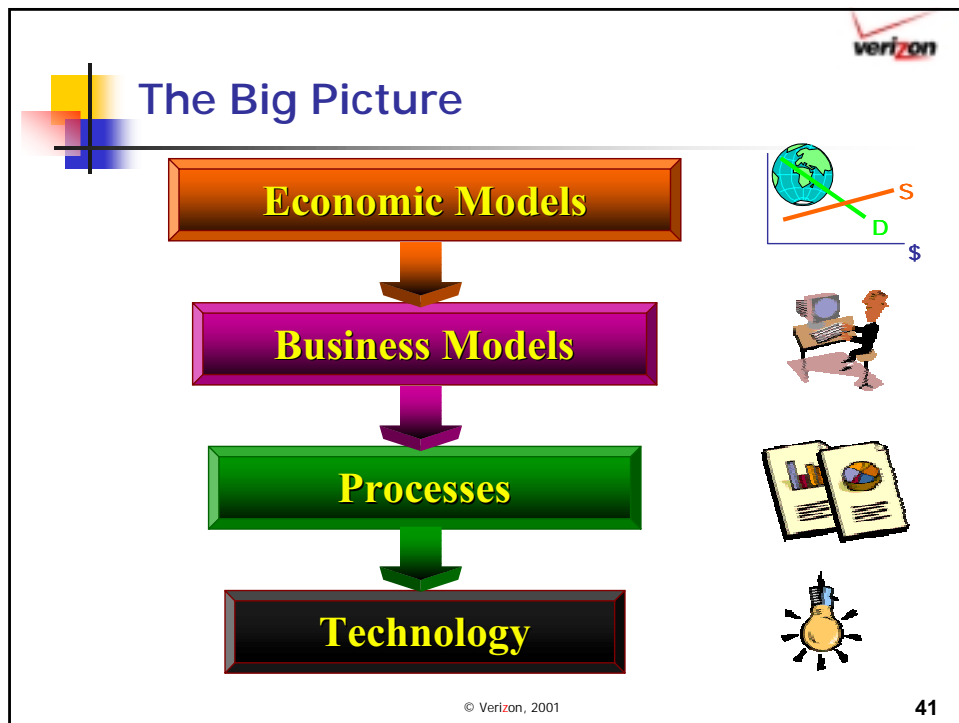 verizon
The Big Picture
Economic Models
S
D
$
Business Models
Processes
Technology
© Verizon, 2001
41